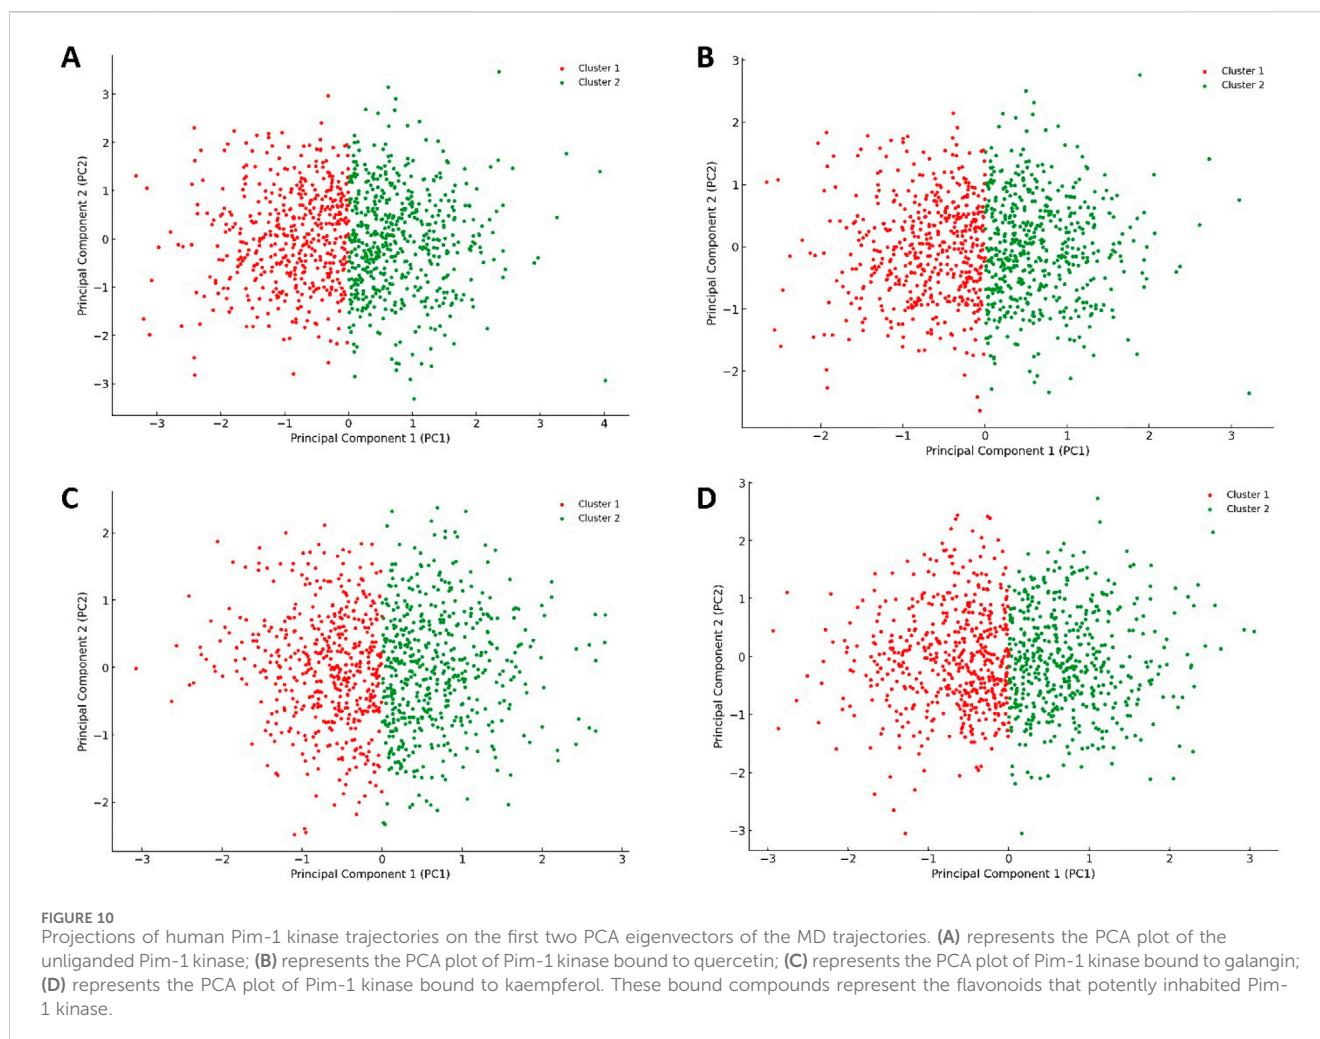 A
Cluster 1
Cluster 2
3
2
1
0
−1
−2
−3
Principal Component 2 (PC2)
−3 −2 −1 0 1 2 3 4
Principal Component 1 (PC1)
B
Cluster 1
Cluster 2
3
2
1
0
−1
−2
Principal Component 2 (PC2)
−2 −1 0 1 2 3
Principal Component 1 (PC1)
C
Cluster 1
Cluster 2
2
1
0
−1
−2
Principal Component 2 (PC2)
−3 −2 −1 0 1 2 3
Principal Component 1 (PC1)
D
Cluster 1
Cluster 2
3
2
1
0
−1
−2
−3
Principal Component 2 (PC2)
−3 −2 −1 0 1 2 3
Principal Component 1 (PC1)
FIGURE 10
Projections of human Pim-1 kinase trajectories on the first two PCA eigenvectors of the MD trajectories. (A) represents the PCA plot of the
unliganded Pim-1 kinase; (B) represents the PCA plot of Pim-1 kinase bound to quercetin; (C) represents the PCA plot of Pim-1 kinase bound to galangin;
(D) represents the PCA plot of Pim-1 kinase bound to kaempferol. These bound compounds represent the flavonoids that potently inhabited Pim-
1 kinase.